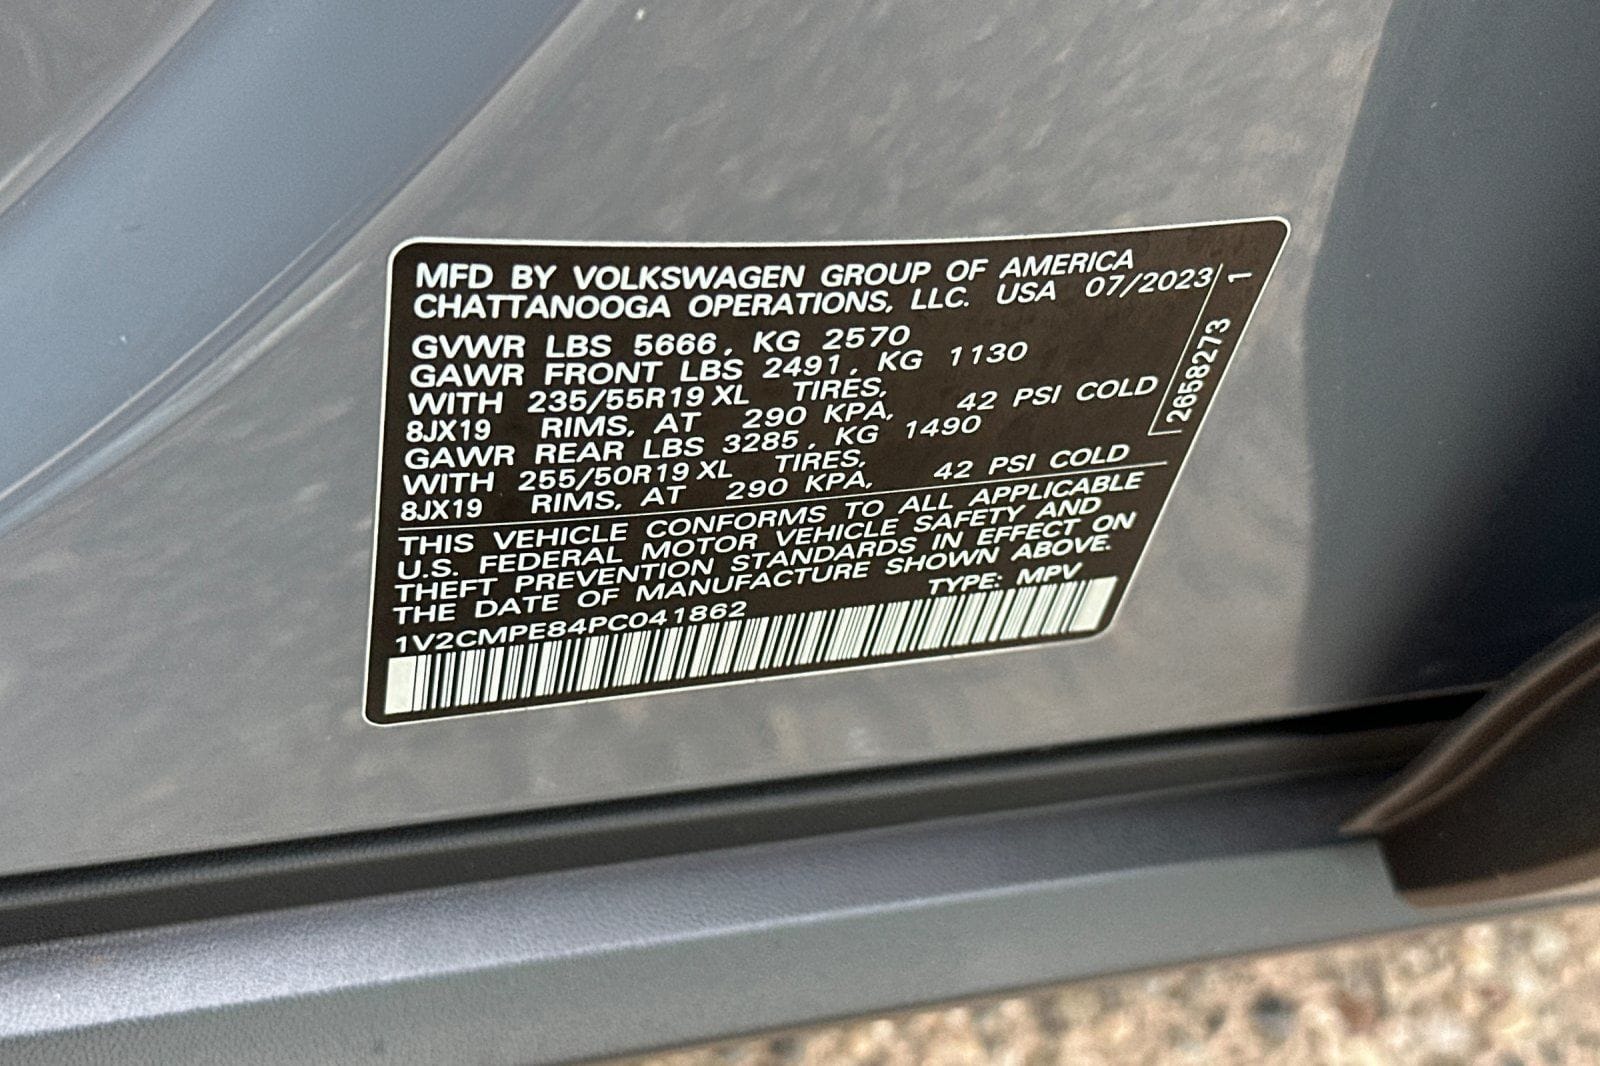 MFD BY VOLKSWAGEN GROUP OF AMERICA
CHATTANOOGA OPERATIONS, LLC. USA 07/2023
GVWR LBS 5666, KG 2570
GAWR FRONT LBS 2491, KG 1130
WITH 235/55R19 XL TIRES,
8JX19 RIMS, AT 290 KPA, 42 PSI COLD
GAWR REAR LBS 3285, KG 1490
WITH 255/50R19 XL TIRES,
8JX19 RIMS, AT 290 KPA, 42 PSI COLD
THIS VEHICLE CONFORMS TO ALL APPLICABLE
U.S. FEDERAL MOTOR VEHICLE SAFETY AND
THEFT PREVENTION STANDARDS IN EFFECT ON
THE DATE OF MANUFACTURE SHOWN ABOVE.
1V2CMPE84PC041862 TYPE: MPV
2658273 1